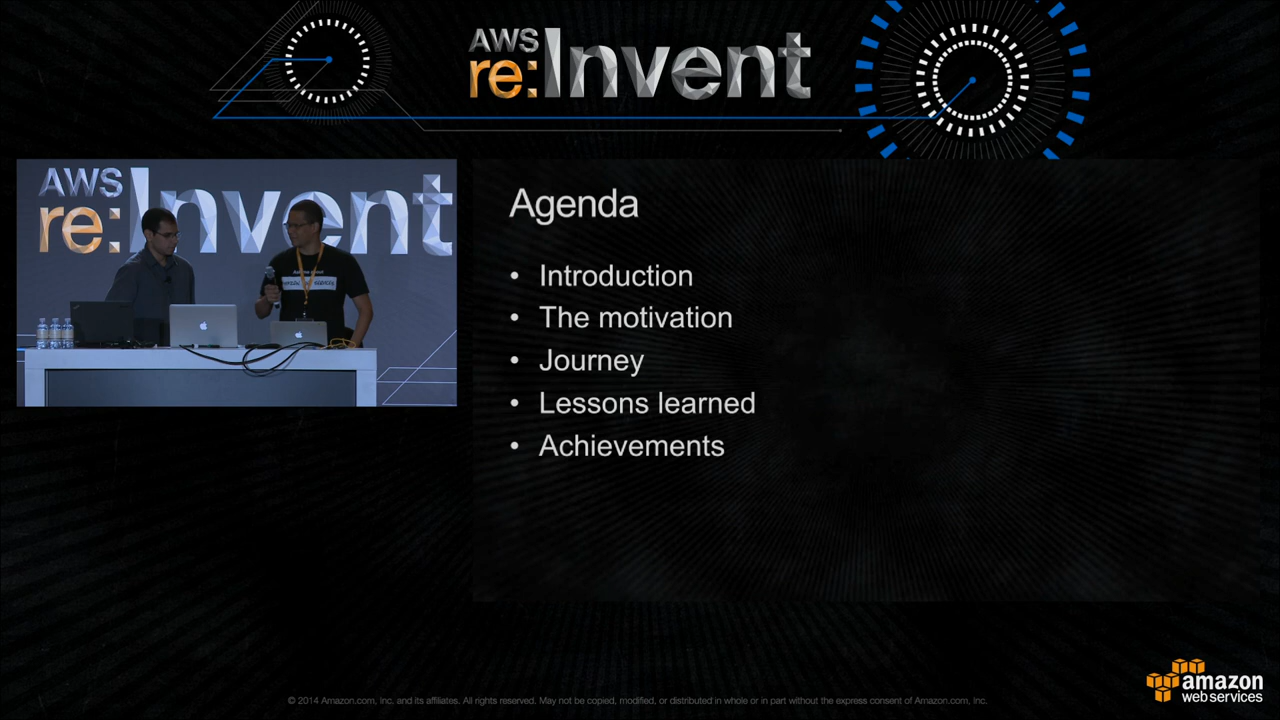 AWS
re:Invent
AWS
re:Invent
Agenda
• Introduction
• The motivation
• Journey
• Lessons learned
• Achievements
amazon
web services
© 2014 Amazon.com, Inc. and its affiliates. All rights reserved. May not be copied, modified, or distributed in whole or in part without the express consent of Amazon.com, Inc.